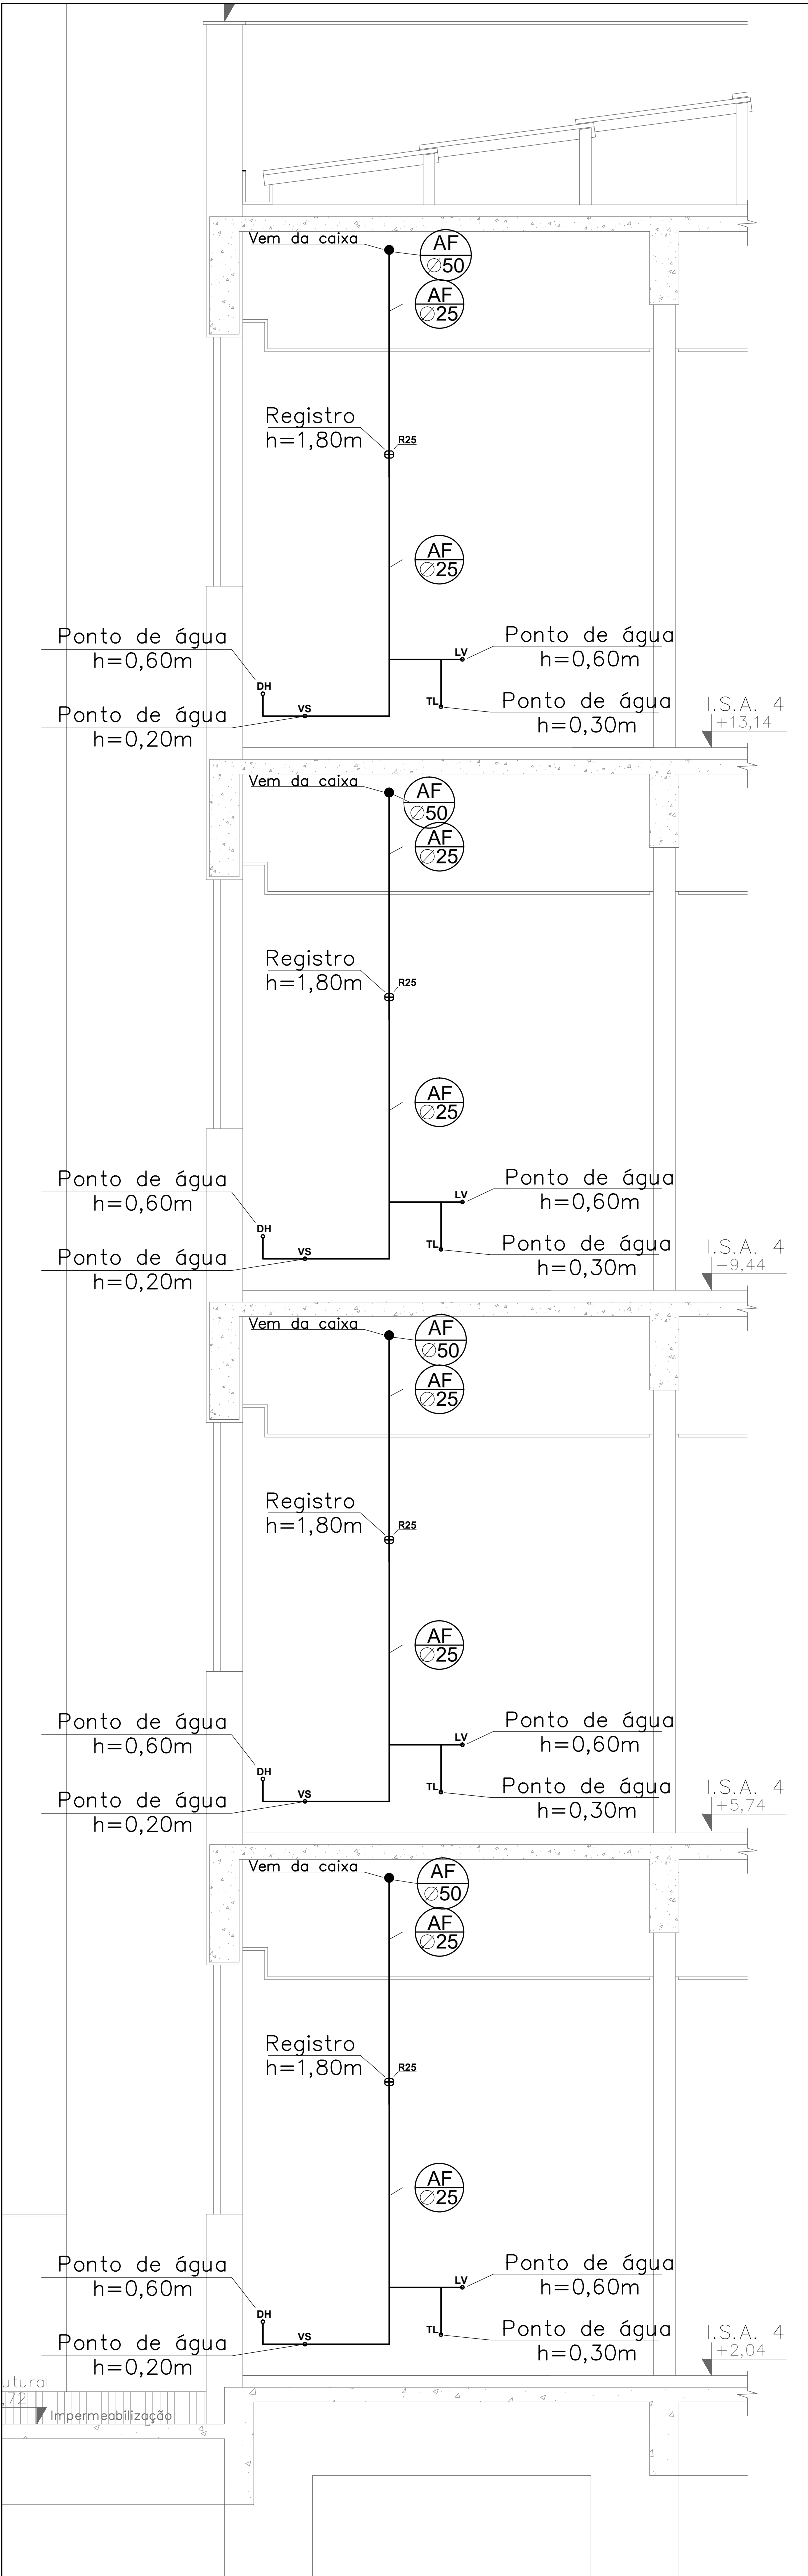 Vem da caixa
AF
∅50
AF
∅25
Registro
h=1,80m
R25
AF
∅25
Ponto de água
h=0,60m
DH
VS
Ponto de água
h=0,20m
LV
Ponto de água
h=0,60m
TL
Ponto de água
h=0,30m
I.S.A. 4
+13,14
Vem da caixa
AF
∅50
AF
∅25
Registro
h=1,80m
R25
AF
∅25
Ponto de água
h=0,60m
DH
VS
Ponto de água
h=0,20m
LV
Ponto de água
h=0,60m
TL
Ponto de água
h=0,30m
I.S.A. 4
+9,44
Vem da caixa
AF
∅50
AF
∅25
Registro
h=1,80m
R25
AF
∅25
Ponto de água
h=0,60m
DH
VS
Ponto de água
h=0,20m
LV
Ponto de água
h=0,60m
TL
Ponto de água
h=0,30m
I.S.A. 4
+5,74
Vem da caixa
AF
∅50
AF
∅25
Registro
h=1,80m
R25
AF
∅25
Ponto de água
h=0,60m
DH
VS
Ponto de água
h=0,20m
LV
Ponto de água
h=0,60m
TL
Ponto de água
h=0,30m
I.S.A. 4
+2,04
utural
,72
Impermeabilização